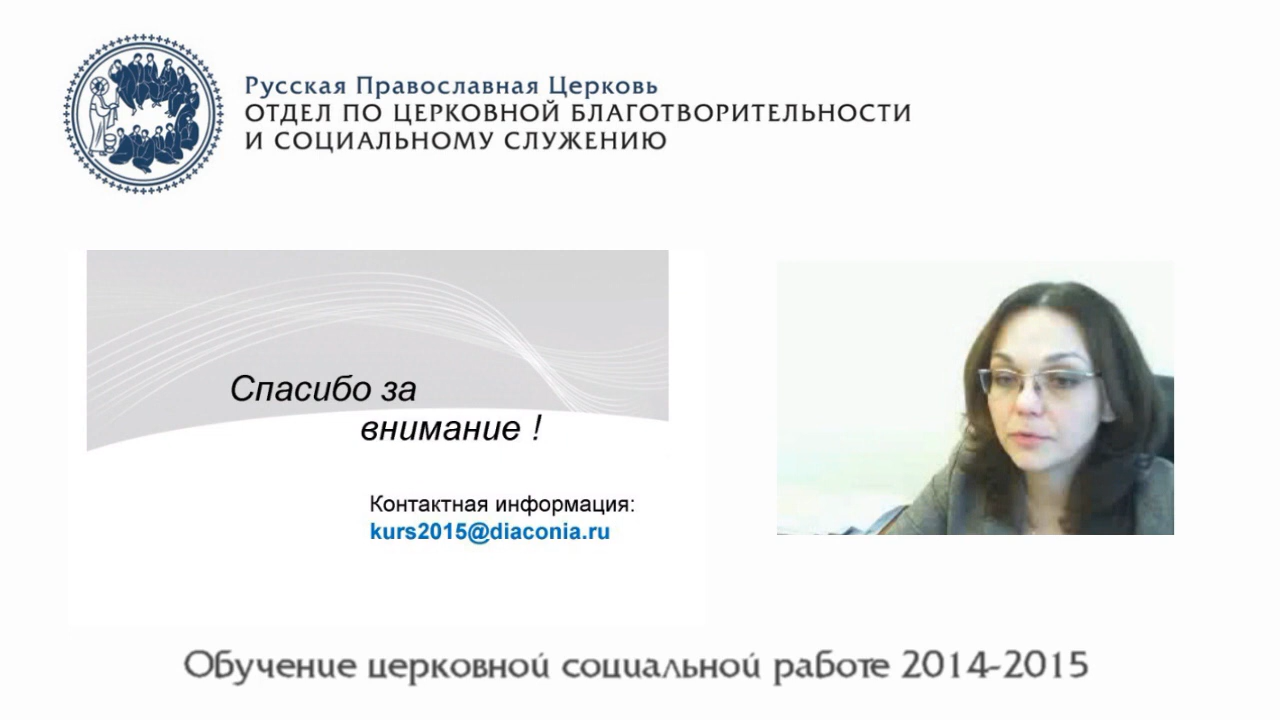 Русская Православная Церковь
ОТДЕЛ ПО ЦЕРКОВНОЙ БЛАГОТВОРИТЕЛЬНОСТИ
И СОЦИАЛЬНОМУ СЛУЖЕНИЮ
Спасибо за
внимание !
Контактная информация:
kurs2015@diaconia.ru
Обучение церковной социальной работе 2014-2015